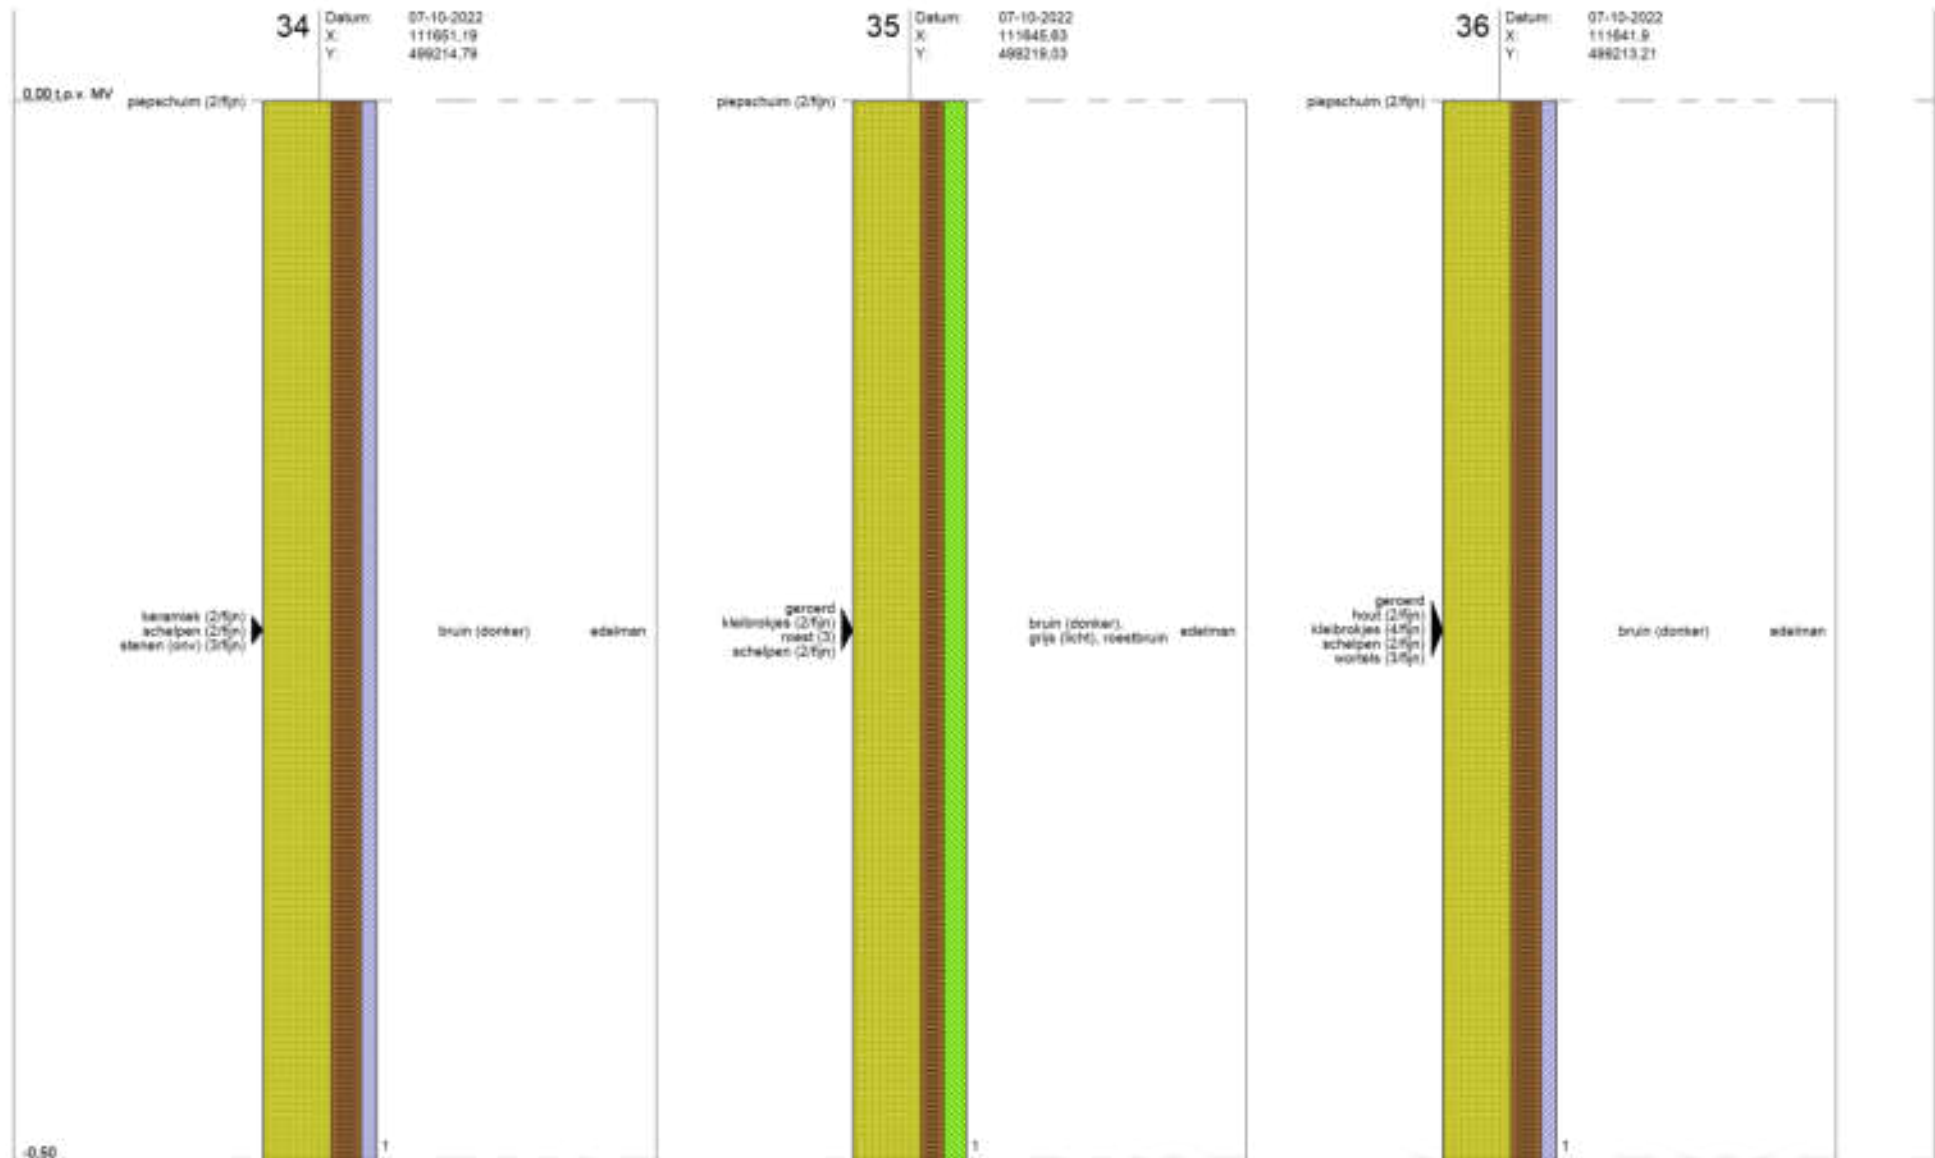 34
Datum: 07-10-2022
X: 111651,19
Y: 499214,79
35
Datum: 07-10-2022
X: 111645,63
Y: 499219,03
36
Datum: 07-10-2022
X: 111641,9
Y: 499213,21
0,00 t.o.v. MV
piepschuim (2/fijn)
piepschuim (2/fijn)
piepschuim (2/fijn)
keramiek (2/fijn)
schelpen (2/fijn)
stenen (onv) (3/fijn)
bruin (donker)
edelman
geroerd
kleibrokjes (2/fijn)
roest (3)
schelpen (2/fijn)
bruin (donker),
grijs (licht), roestbruin
edelman
geroerd
hout (2/fijn)
kleibrokjes (4/fijn)
schelpen (2/fijn)
wortels (3/fijn)
bruin (donker)
edelman
-0,50
1
1
1